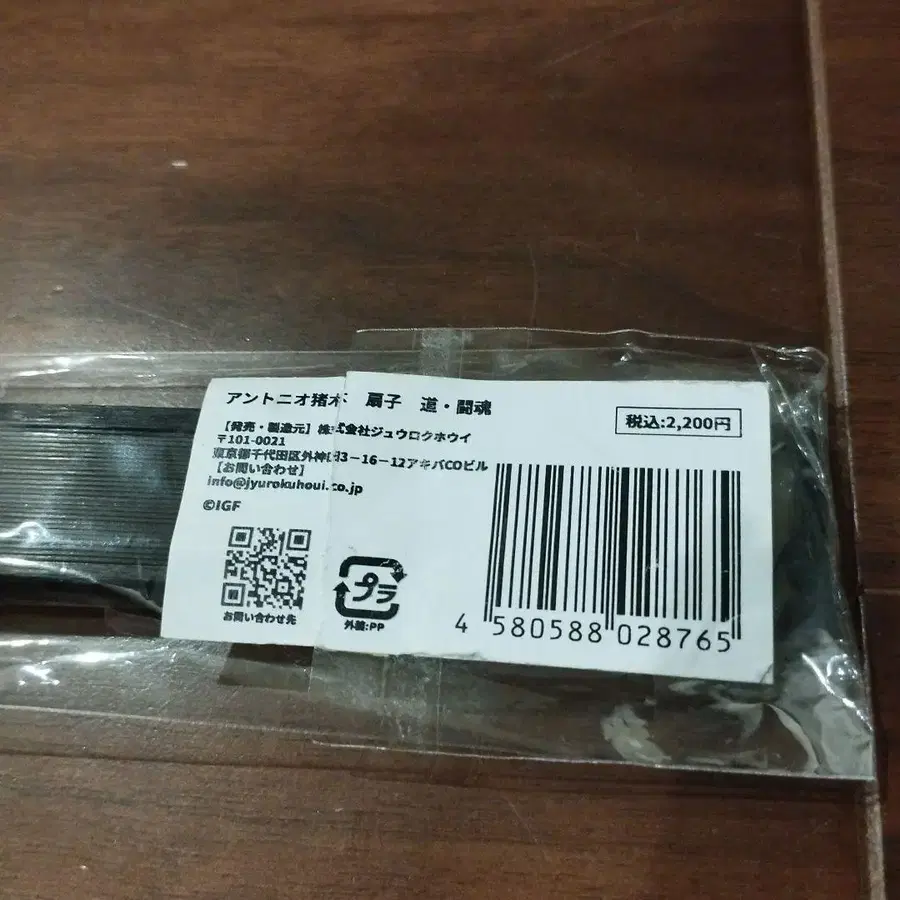 アントニオ猪木 扇子 道・闘魂
税込:2,200円
【発売・製造元】株式会社ジュウロクホウイ
〒101-0021
東京都千代田区外神田3-16-12アキバCOビル
【お問い合わせ】
info@jyurokuhoui.co.jp
©IGF
お問い合わせ先
プラ
外装:PP
4 580588 028765